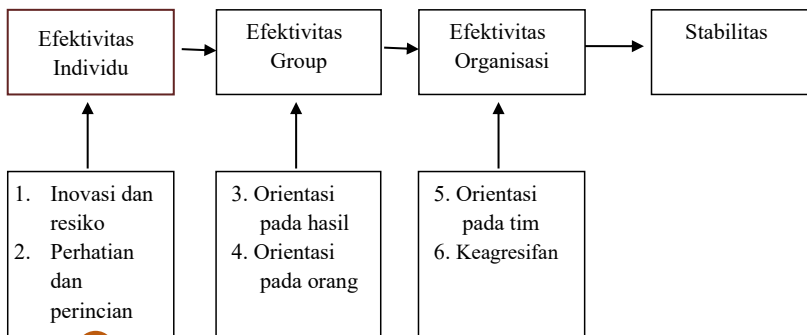 Efektivitas
Individu
Efektivitas
Group
Efektivitas
Organisasi
Stabilitas
1. Inovasi dan
resiko
2. Perhatian
dan
perincian
3. Orientasi
pada hasil
4. Orientasi
pada orang
5. Orientasi
pada tim
6. Keagresifan